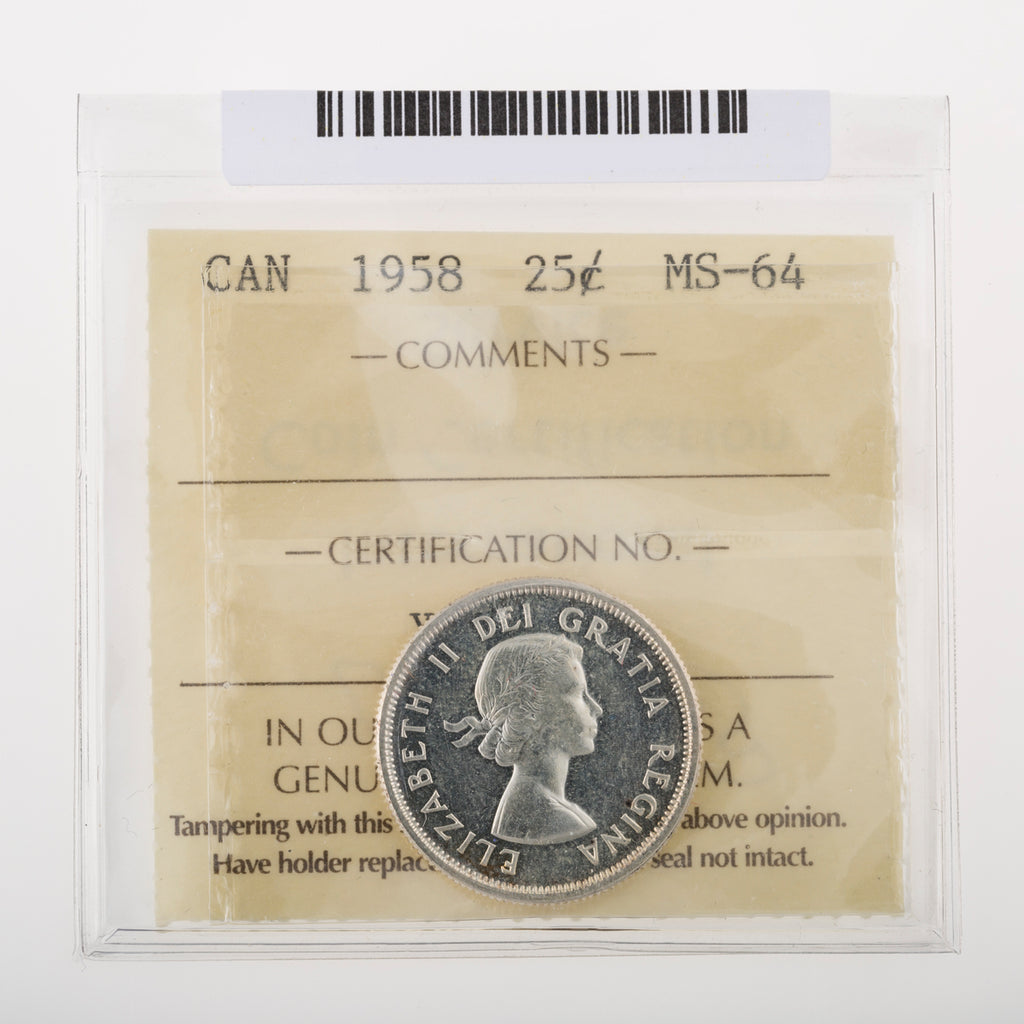 CAN 1958 25¢ MS-64
— COMMENTS —
— CERTIFICATION NO. —
IN OU S A
GENU M.
Tampering with this above opinion.
Have holder replac seal not intact.
ELIZABETH II DEI GRATIA REGINA